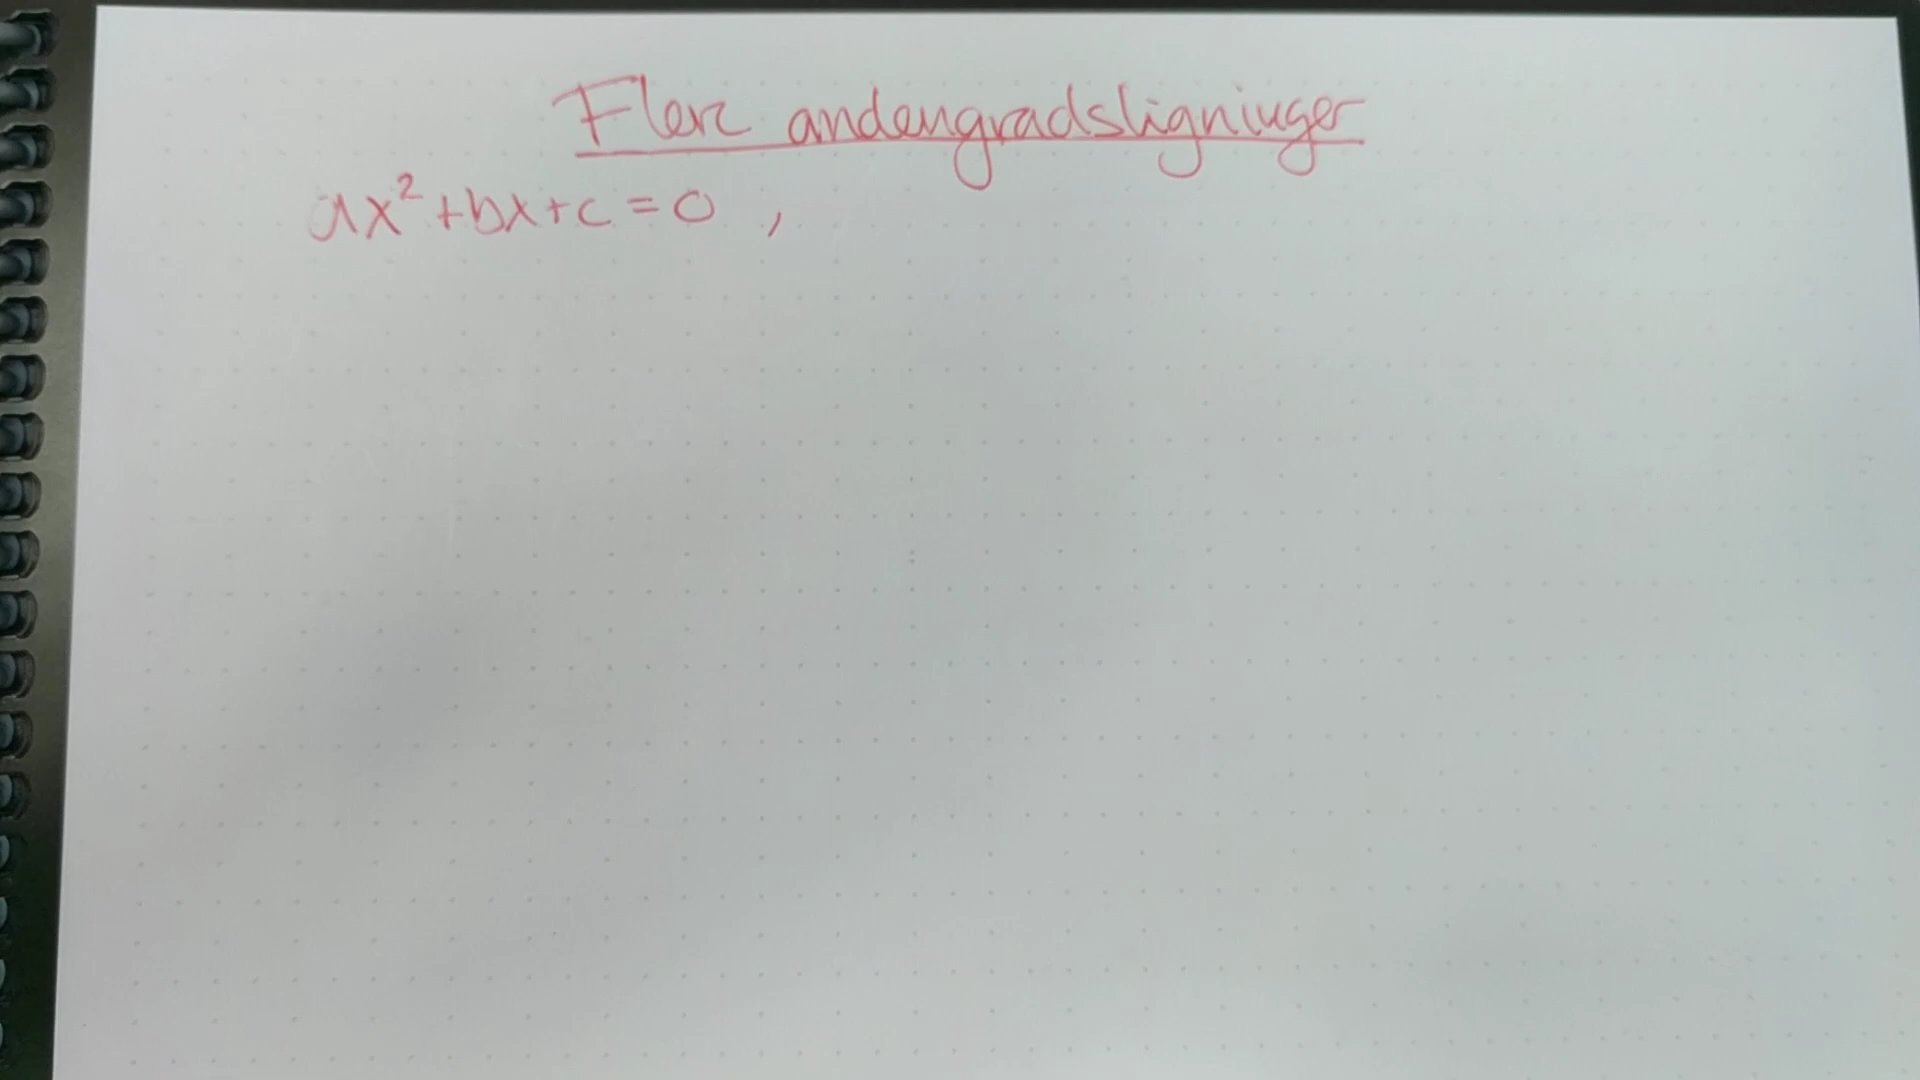 Flere andengradsligninger
ax² + bx + c = 0 ,